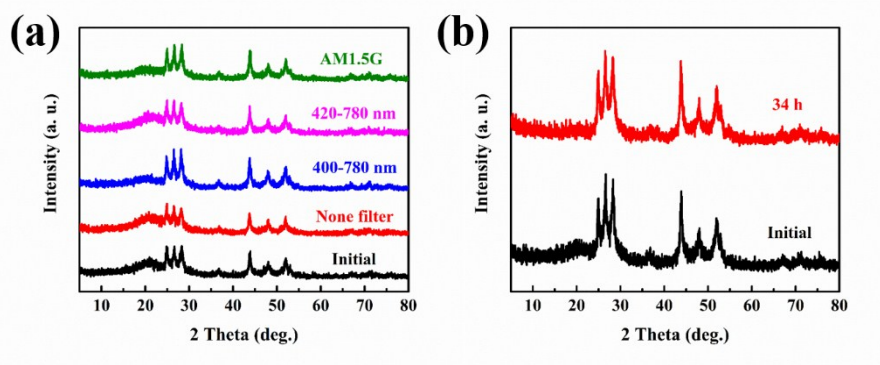 (a)
AM1.5G
420-780 nm
400-780 nm
None filter
Initial
Intensity (a. u.)
10 20 30 40 50 60 70 80
2 Theta (deg.)
(b)
34 h
Initial
Intensity (a. u.)
10 20 30 40 50 60 70 80
2 Theta (deg.)